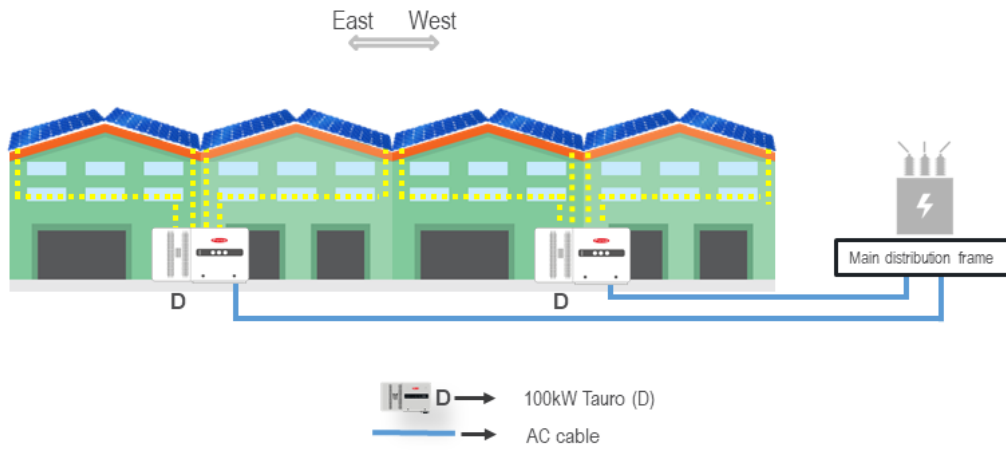 East West
Main distribution frame
D
D
D
100kW Tauro (D)
AC cable